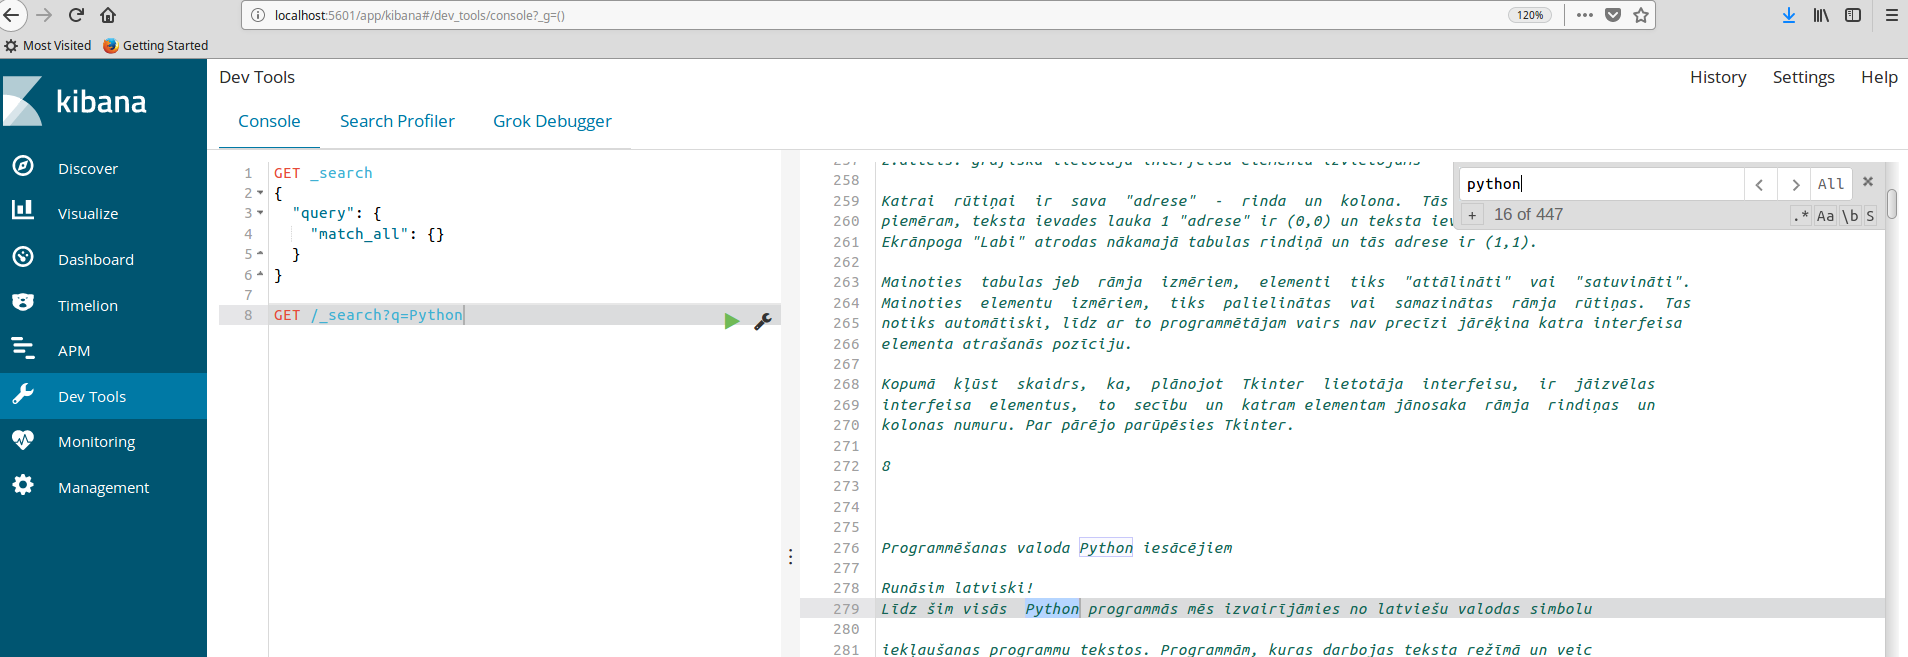 localhost:5601/app/kibana#/dev_tools/console?_g=()
120%
Most Visited
Getting Started
kibana
Discover
Visualize
Dashboard
Timelion
APM
Dev Tools
Monitoring
Management
Dev Tools
History
Settings
Help
Console
Search Profiler
Grok Debugger
1 GET _search
2 {
3 "query": {
4 "match_all": {}
5 }
6 }
7
8 GET /_search?q=Python
python
All
+ 16 of 447
.* Aa \b S
257 2.attēls. grafiskā lietotāja interfeisa elementu izvietojums
258
259 Katrai rūtiņai ir sava "adrese" - rinda un kolona. Tās
260 piemēram, teksta ievades lauka 1 "adrese" ir (0,0) un teksta iev
261 Ekrānpoga "Labi" atrodas nākamajā tabulas rindiņā un tās adrese ir (1,1).
262
263 Mainoties tabulas jeb rāmja izmēriem, elementi tiks "attālināti" vai "satuvināti".
264 Mainoties elementu izmēriem, tiks palielinātas vai samazinātas rāmja rūtiņas. Tas
265 notiks automātiski, līdz ar to programmētājam vairs nav precīzi jārēķina katra interfeisa
266 elementa atrašanās pozīciju.
267
268 Kopumā kļūst skaidrs, ka, plānojot Tkinter lietotāja interfeisu, ir jāizvēlas
269 interfeisa elementus, to secību un katram elementam jānosaka rāmja rindiņas un
270 kolonas numuru. Par pārējo parūpēsies Tkinter.
271
272 8
273
274
275
276 Programmēšanas valoda Python iesācējiem
277
278 Runāsim latviski!
279 Līdz šim visās Python programmās mēs izvairījāmies no latviešu valodas simbolu
280
281 iekļaušanas programmu tekstos. Programmām, kuras darbojas teksta režīmā un veic